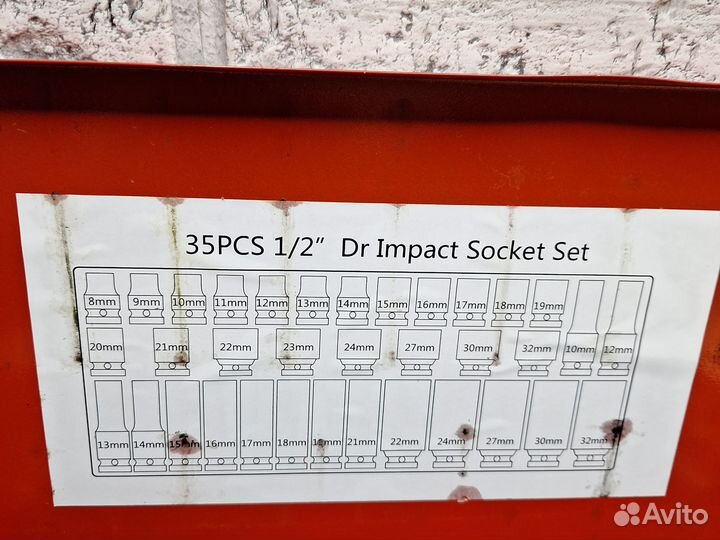 35PCS 1/2” Dr Impact Socket Set
8mm 9mm 10mm 11mm 12mm 13mm 14mm 15mm 16mm 17mm 18mm 19mm
20mm 21mm 22mm 23mm 24mm 27mm 30mm 32mm 10mm 12mm
13mm 14mm 15mm 16mm 17mm 18mm 19mm 21mm 22mm 24mm 27mm 30mm 32mm
Avito